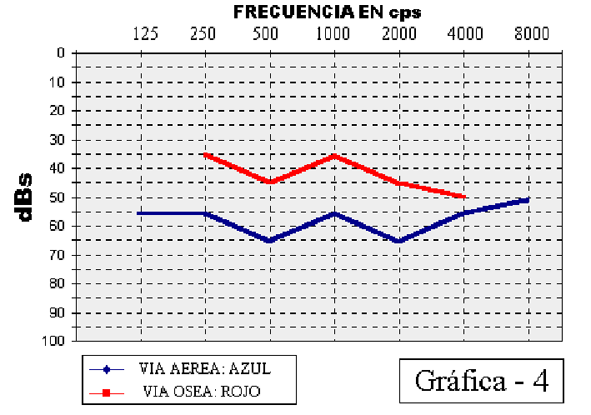 FRECUENCIA EN cps
125 250 500 1000 2000 4000 8000
0
10
20
30
40
50
60
70
80
90
100
dBs
VIA AEREA: AZUL
VIA OSEA: ROJO
Gráfica - 4